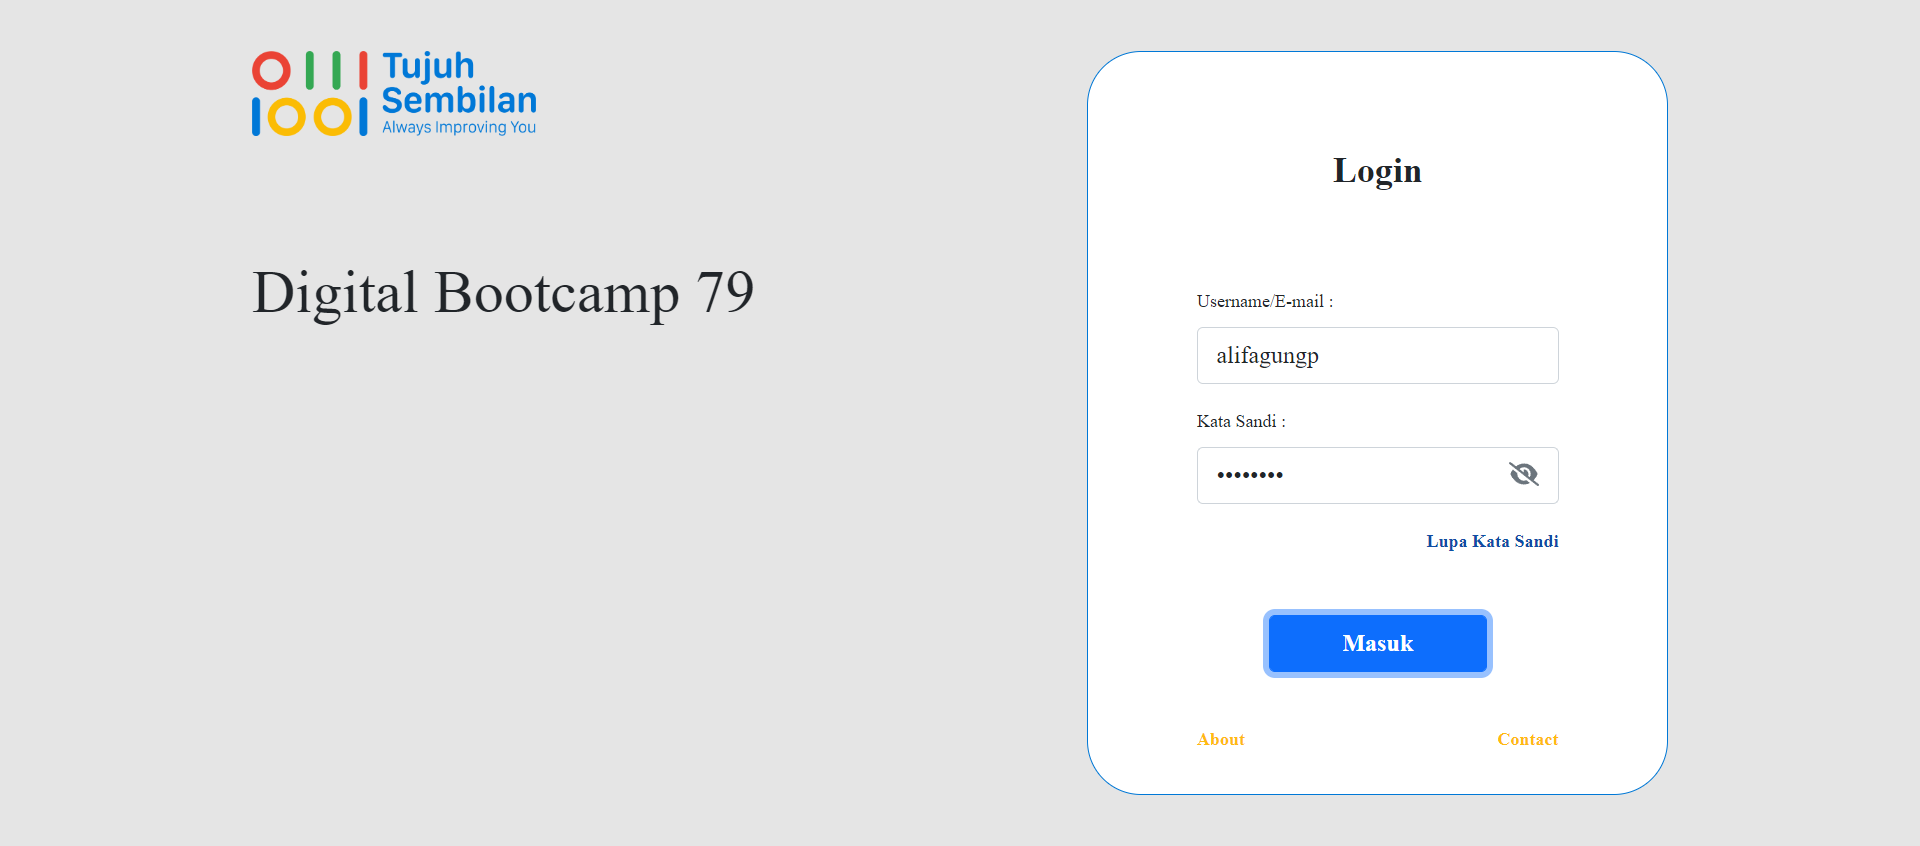 Tujuh
Sembilan
Always Improving You
Digital Bootcamp 79
Login
Username/E-mail :
alifagungp
Kata Sandi :
••••••••
Lupa Kata Sandi
Masuk
About
Contact